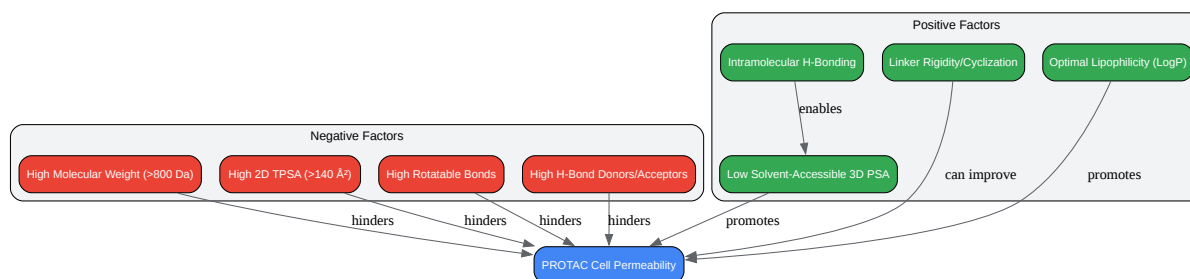 Positive Factors
Intramolecular H-Bonding
Linker Rigidity/Cyclization
Optimal Lipophilicity (LogP)
enables
Negative Factors
High Molecular Weight (>800 Da)
High 2D TPSA (>140 Å²)
High Rotatable Bonds
High H-Bond Donors/Acceptors
Low Solvent-Accessible 3D PSA
can improve
promotes
hinders
hinders
hinders
hinders
promotes
PROTAC Cell Permeability